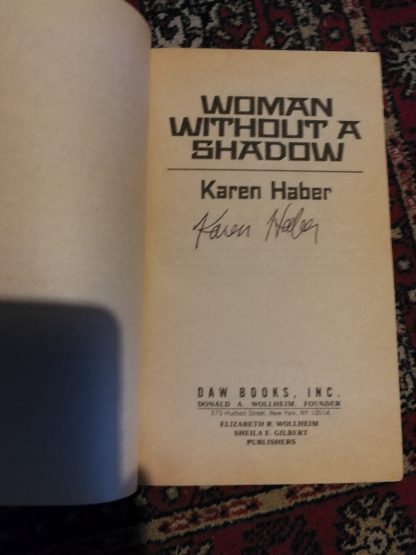 WOMAN
WITHOUT A
SHADOW
Karen Haber
Karen Haber
DAW BOOKS, INC.
DONALD A. WOLLHEIM, FOUNDER
375 Hudson Street, New York, NY 10014
ELIZABETH R. WOLLHEIM
SHEILA E. GILBERT
PUBLISHERS